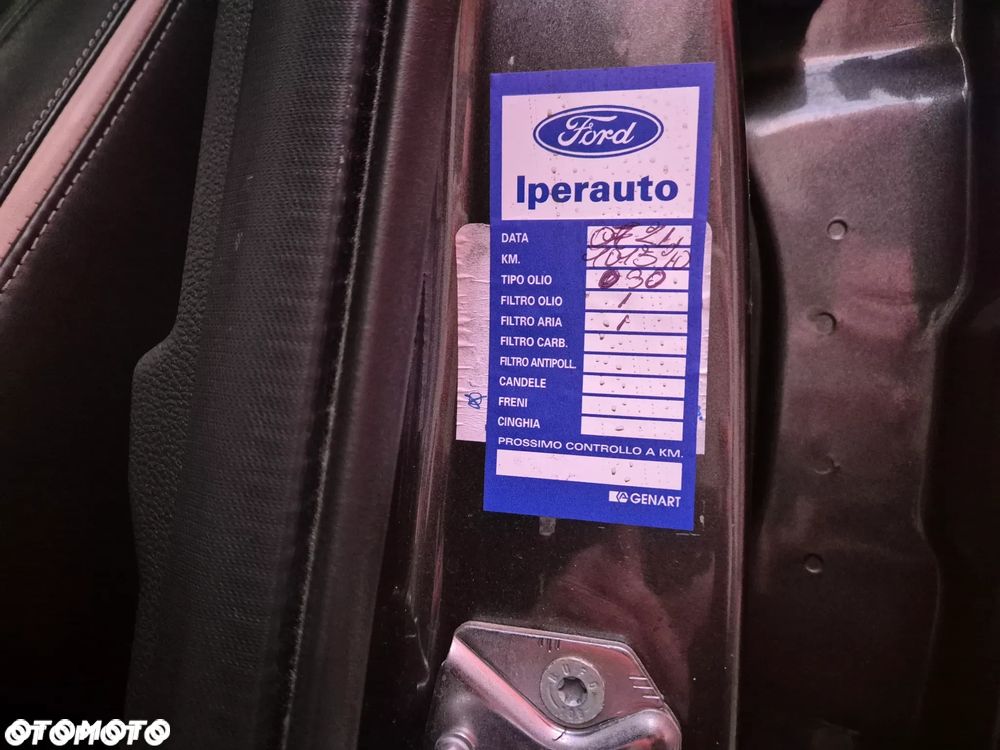 Ford
Iperauto
DATA
KM.
TIPO OLIO 030
FILTRO OLIO /
FILTRO ARIA /
FILTRO CARB.
FILTRO ANTIPOLL.
CANDELE
FRENI
CINGHIA
PROSSIMO CONTROLLO A KM.
GENART
OTOMOTO